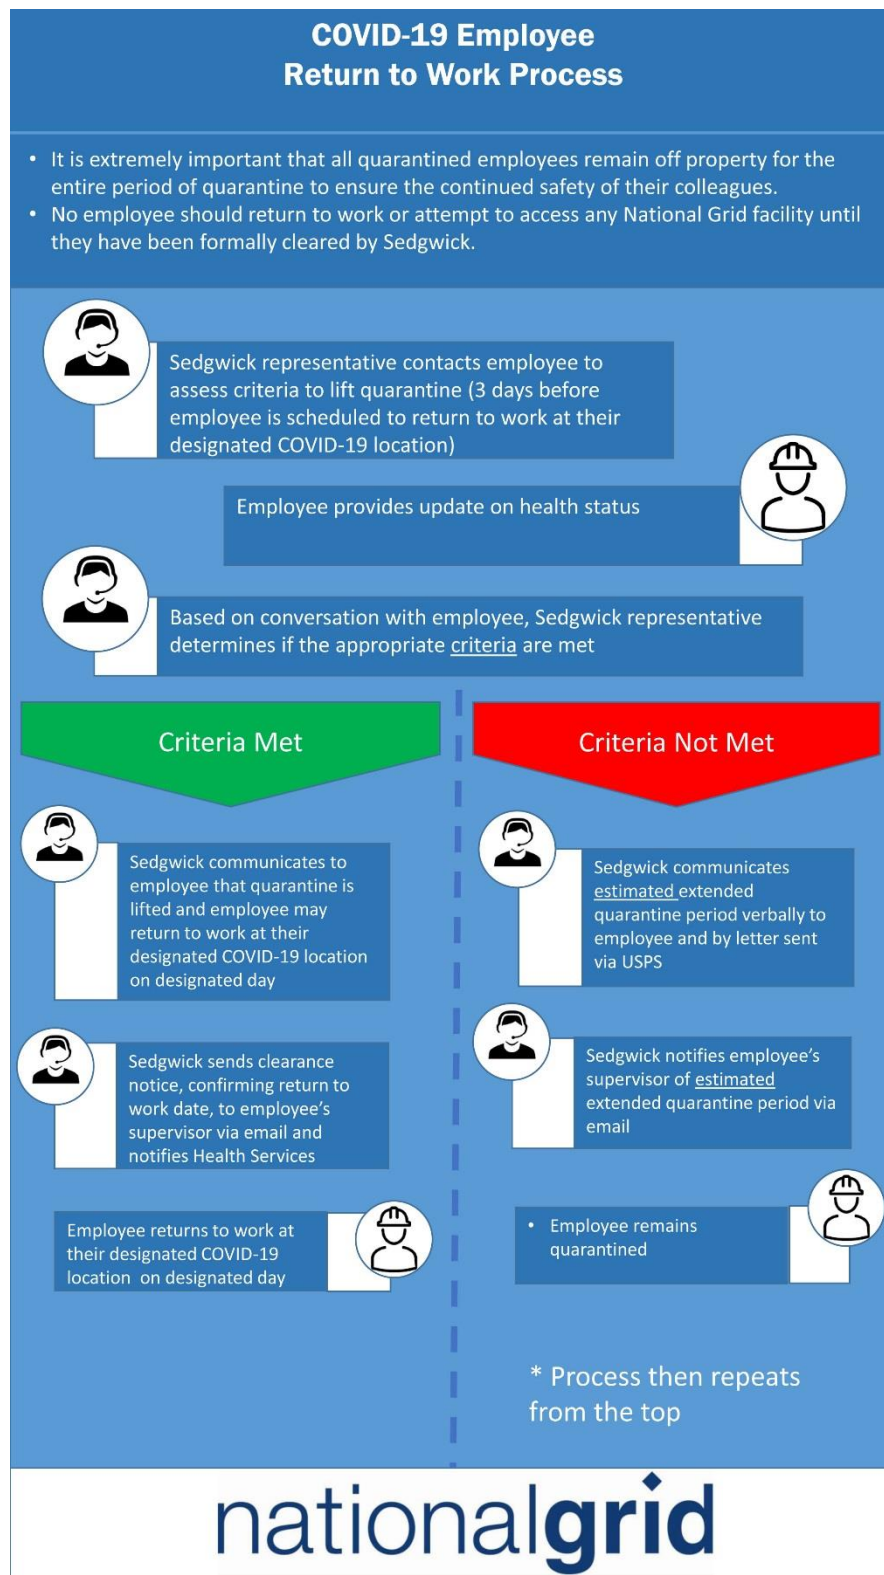 COVID-19 Employee
Return to Work Process
• It is extremely important that all quarantined employees remain off property for the
entire period of quarantine to ensure the continued safety of their colleagues.
• No employee should return to work or attempt to access any National Grid facility until
they have been formally cleared by Sedgwick.
Sedgwick representative contacts employee to
assess criteria to lift quarantine (3 days before
employee is scheduled to return to work at their
designated COVID-19 location)
Employee provides update on health status
Based on conversation with employee, Sedgwick representative
determines if the appropriate criteria are met
Criteria Met
Sedgwick communicates to
employee that quarantine is
lifted and employee may
return to work at their
designated COVID-19 location
on designated day
Sedgwick sends clearance
notice, confirming return to
work date, to employee's
supervisor via email and
notifies Health Services
Employee returns to work at
their designated COVID-19
location on designated day
Criteria Not Met
Sedgwick communicates
estimated extended
quarantine period verbally to
employee and by letter sent
via USPS
Sedgwick notifies employee's
supervisor of estimated
extended quarantine period via
email
• Employee remains
quarantined
* Process then repeats
from the top
nationalgrid